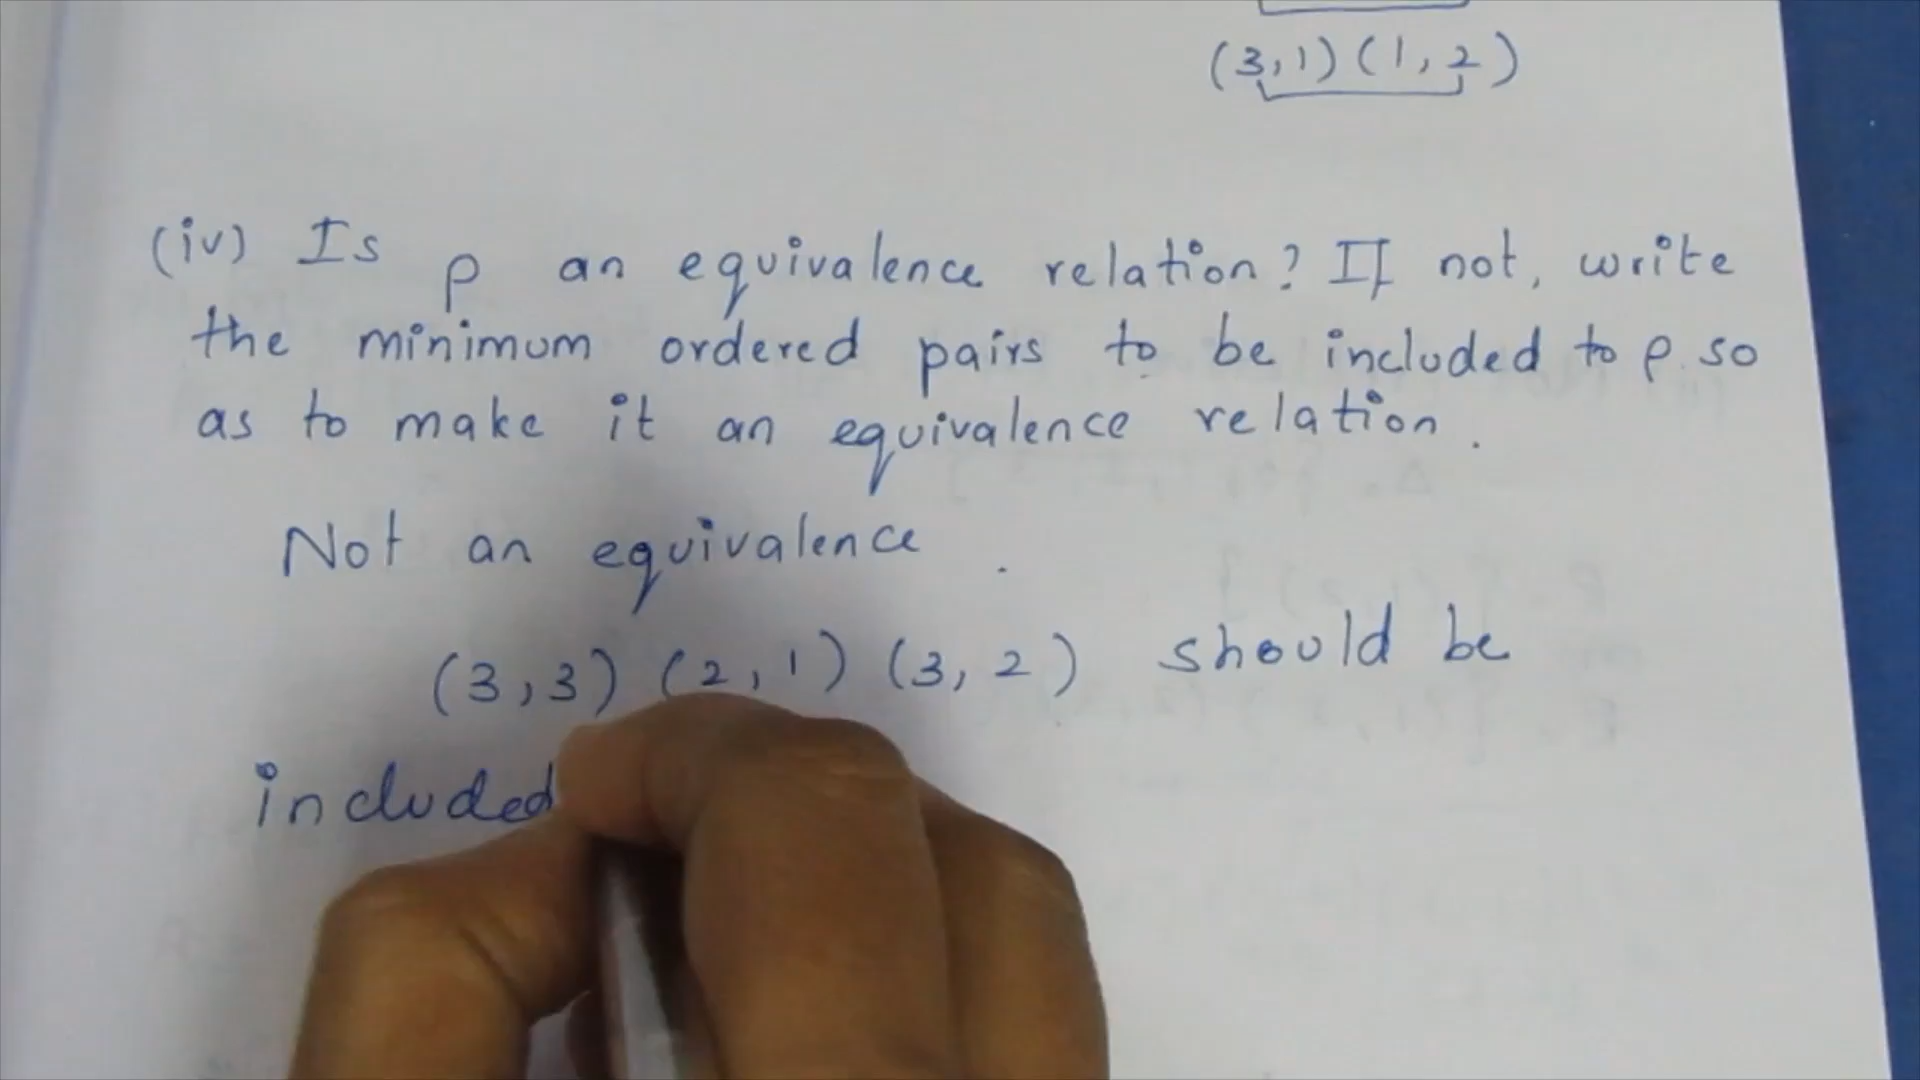 (3,1) (1,2)
(iv) Is ρ an equivalence relation? If not, write
the minimum ordered pairs to be included to ρ so
as to make it an equivalence relation.
Not an equivalence.
(3,3) (2,1) (3,2) should be
included